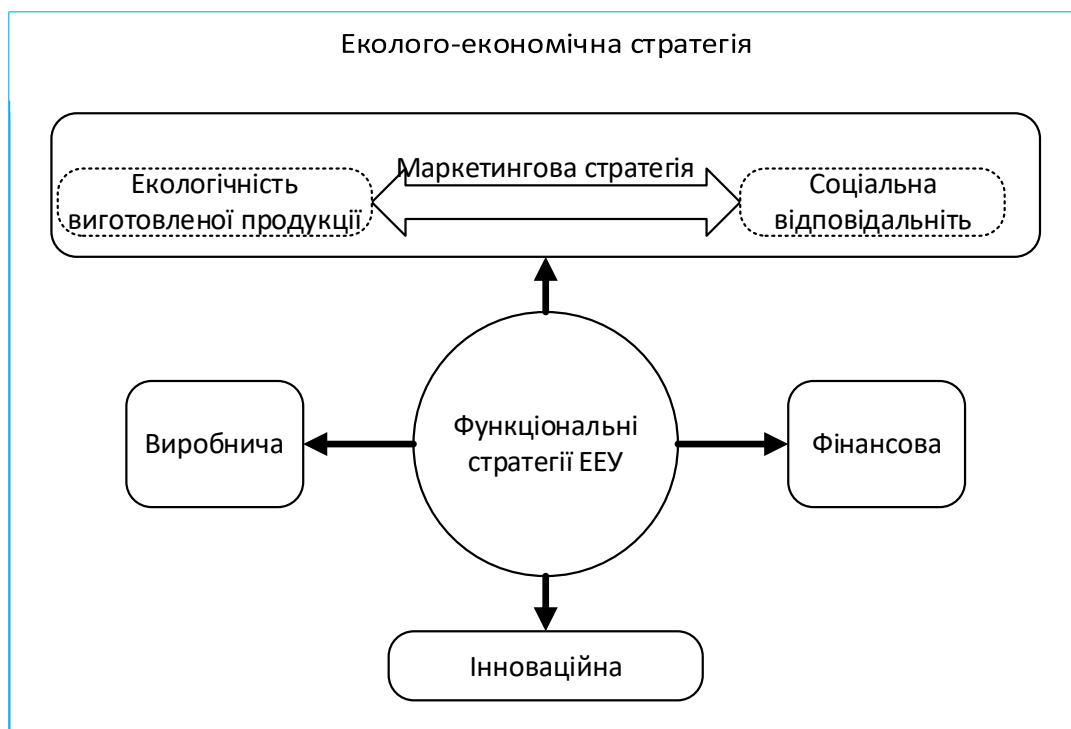 Еколого-економічна стратегія
Маркетингова стратегія
Екологічність
виготовленої продукції
Соціальна
відповідальніть
Виробнича
Функціональні
стратегії ЕЕУ
Фінансова
Інноваційна